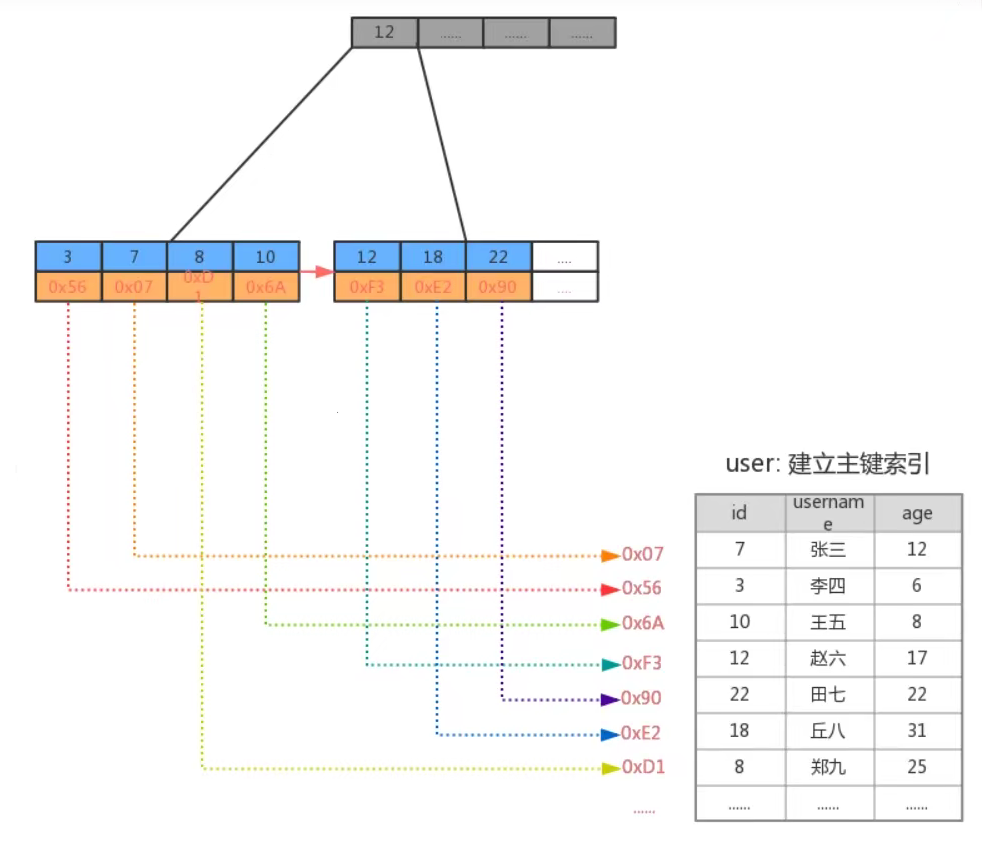 12 ...... ...... ......
3 7 8 10
0x56 0x07 0xD1 0x6A
12 18 22 ....
0xF3 0xE2 0x90 ....
user: 建立主键索引
id username age
0x07 7 张三 12
0x56 3 李四 6
0x6A 10 王五 8
0xF3 12 赵六 17
0x90 22 田七 22
0xE2 18 丘八 31
0xD1 8 郑九 25
...... ...... ...... ......